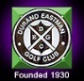 DURAND EASTMAN
GOLF CLUB
Founded 1930